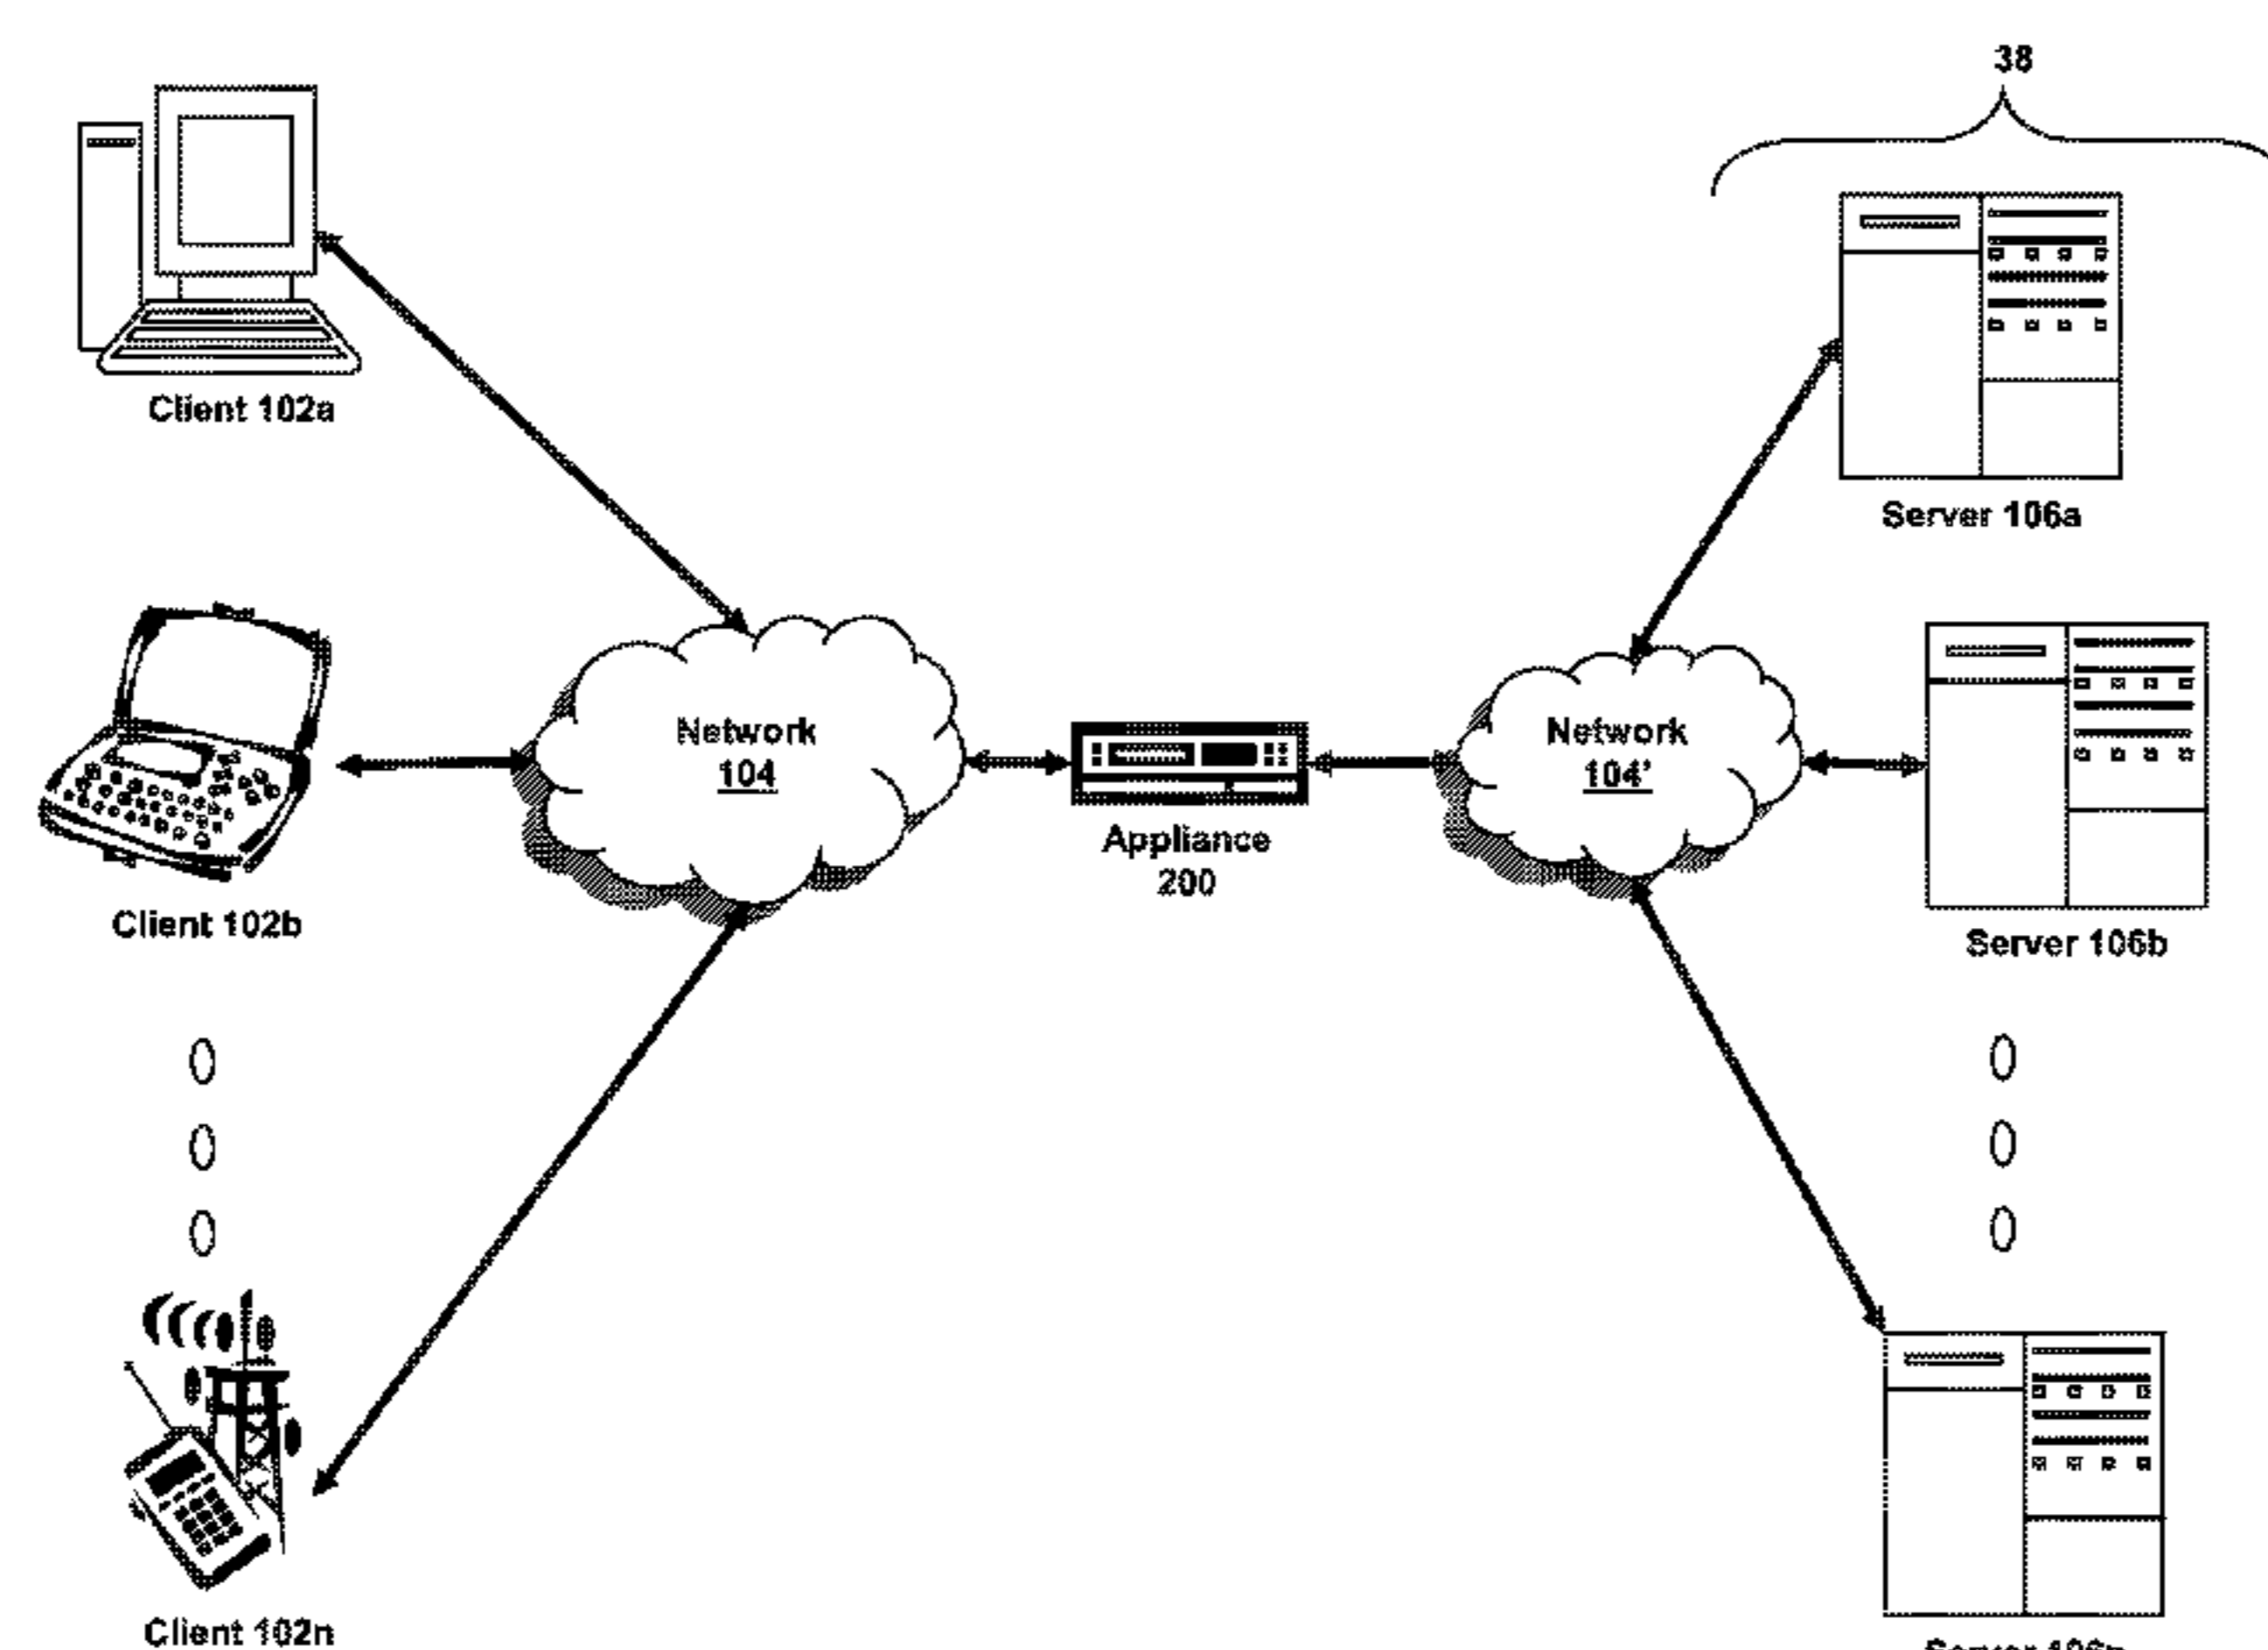 38
Client 102a
Server 106a
Network
104
Network
104'
Appliance
200
Client 102b
Server 106b
Client 102n